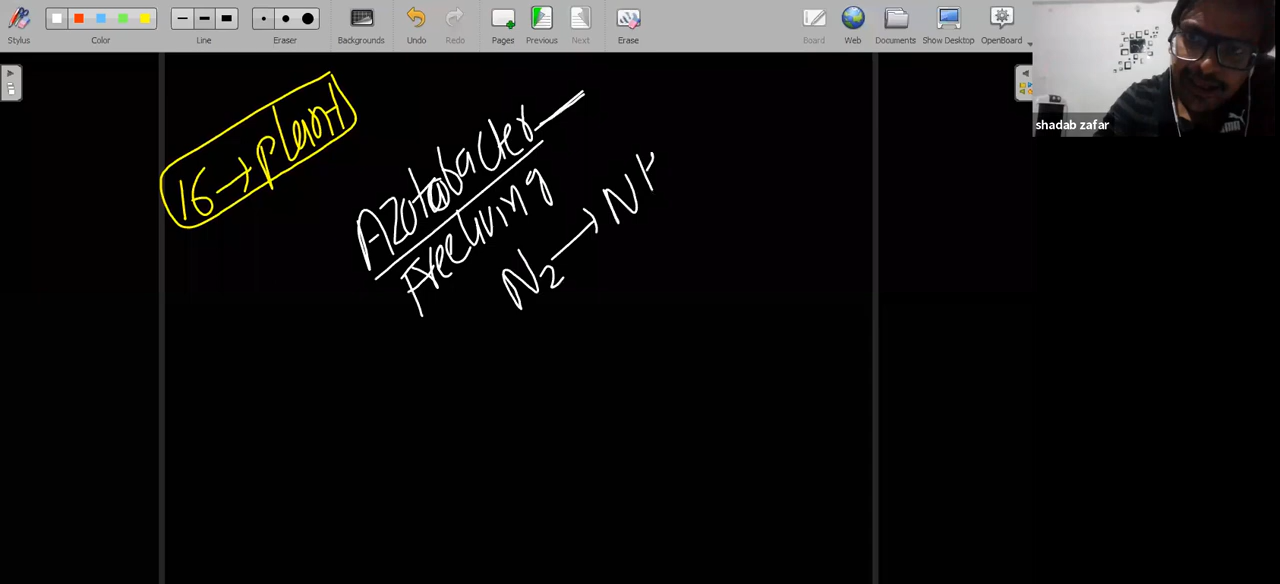 Stylus Color Line Eraser Backgrounds Undo Redo Pages Previous Next Erase Board Web Documents Show Desktop OpenBoard
shadab zafar
16 → plant
Azotobacter
Freeliving
N2 → NH